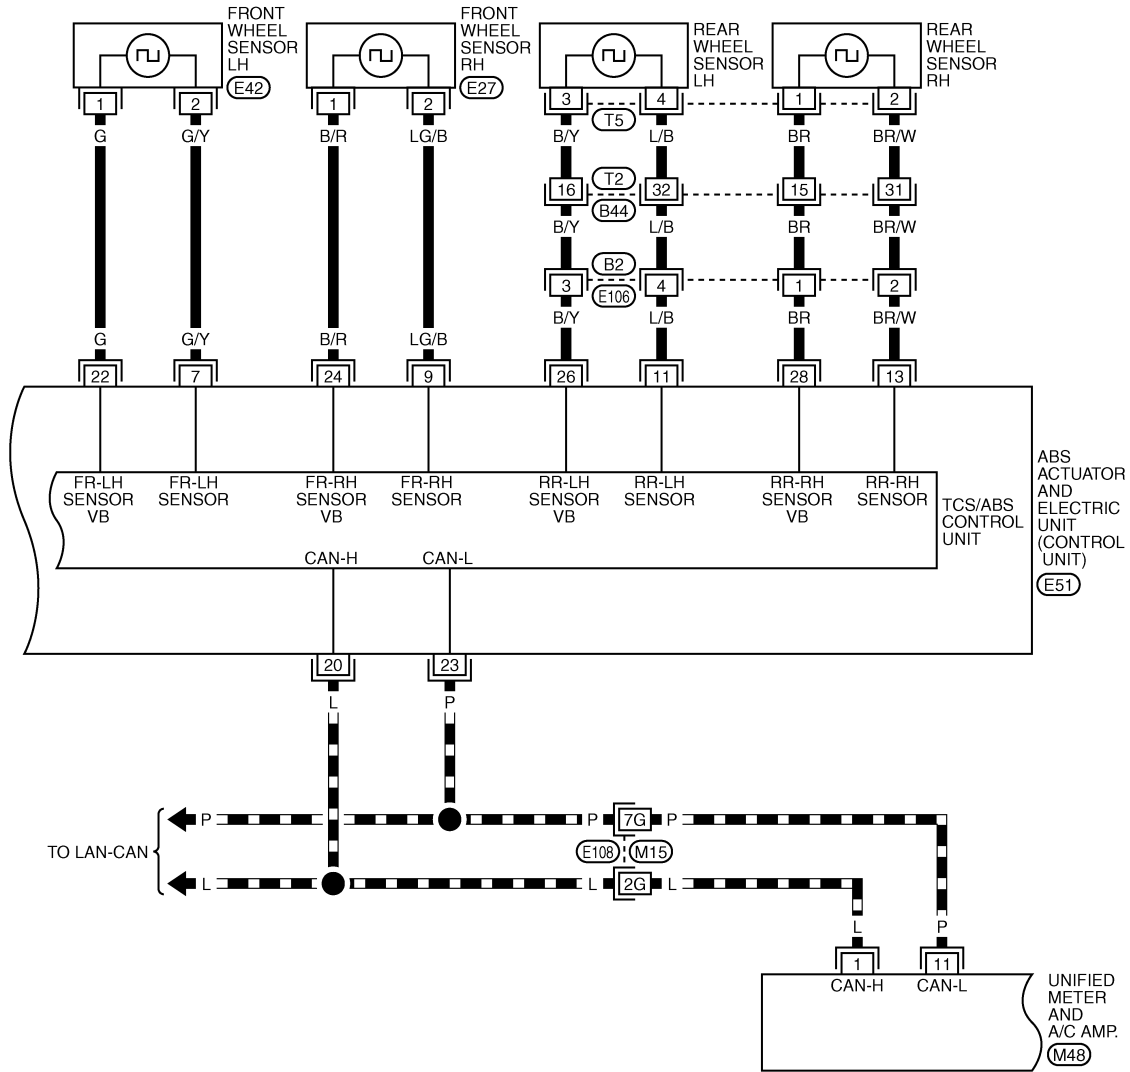 FRONT
WHEEL
SENSOR
LH
E42
FRONT
WHEEL
SENSOR
RH
E27
REAR
WHEEL
SENSOR
LH
REAR
WHEEL
SENSOR
RH
1 2 1 2 3 4 1 2
T5
G G/Y B/R LG/B B/Y L/B BR BR/W
T2
16 32 15 31
B44
B/Y L/B BR BR/W
B2
3 4 1 2
E106
B/Y L/B BR BR/W
G G/Y B/R LG/B
22 7 24 9 26 11 28 13
FR-LH
SENSOR
VB
FR-LH
SENSOR
FR-RH
SENSOR
VB
FR-RH
SENSOR
RR-LH
SENSOR
VB
RR-LH
SENSOR
RR-RH
SENSOR
VB
RR-RH
SENSOR
TCS/ABS
CONTROL
UNIT
ABS
ACTUATOR
AND
ELECTRIC
UNIT
(CONTROL
UNIT)
E51
CAN-H CAN-L
20 23
L P
P P 7G P
TO LAN-CAN
E108 M15
L L 2G L
L P
1 11
CAN-H CAN-L
UNIFIED
METER
AND
A/C AMP.
M48